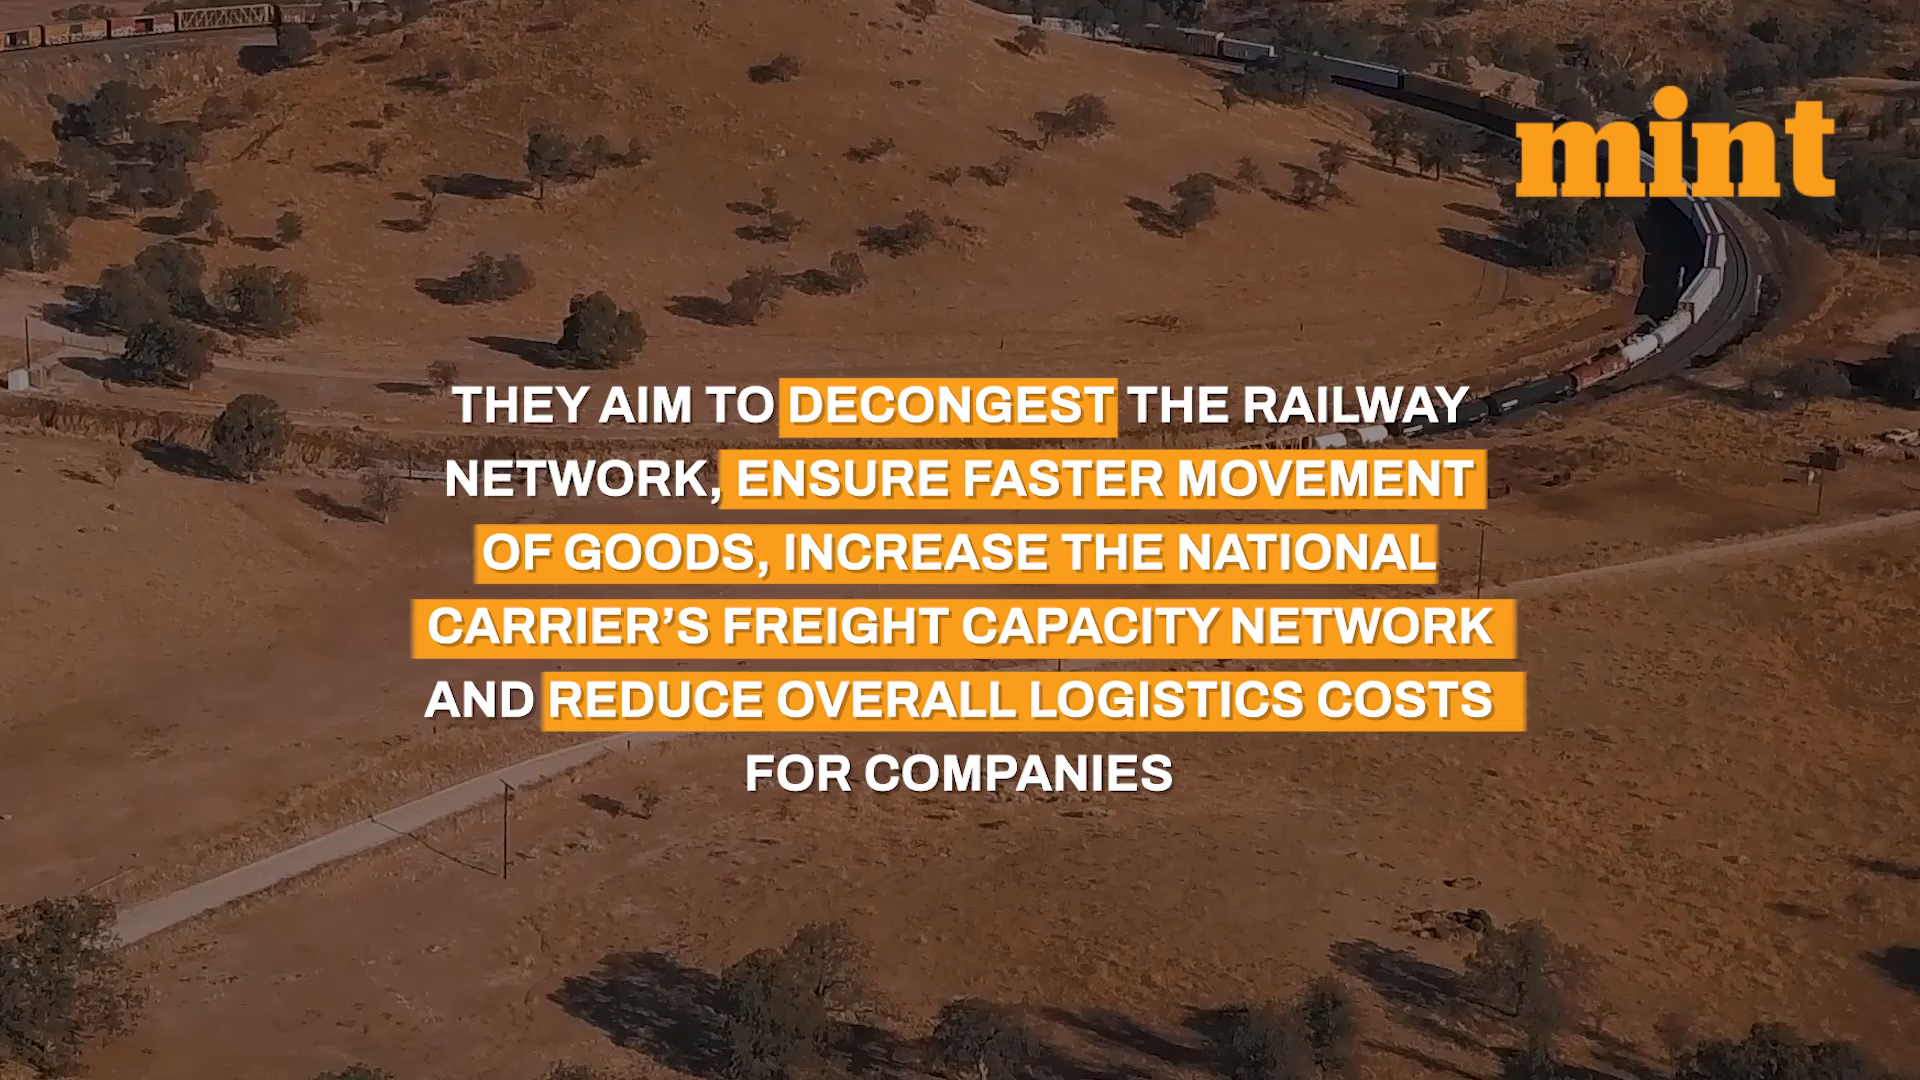 mint
THEY AIM TO DECONGEST THE RAILWAY
NETWORK, ENSURE FASTER MOVEMENT
OF GOODS, INCREASE THE NATIONAL
CARRIER’S FREIGHT CAPACITY NETWORK
AND REDUCE OVERALL LOGISTICS COSTS
FOR COMPANIES